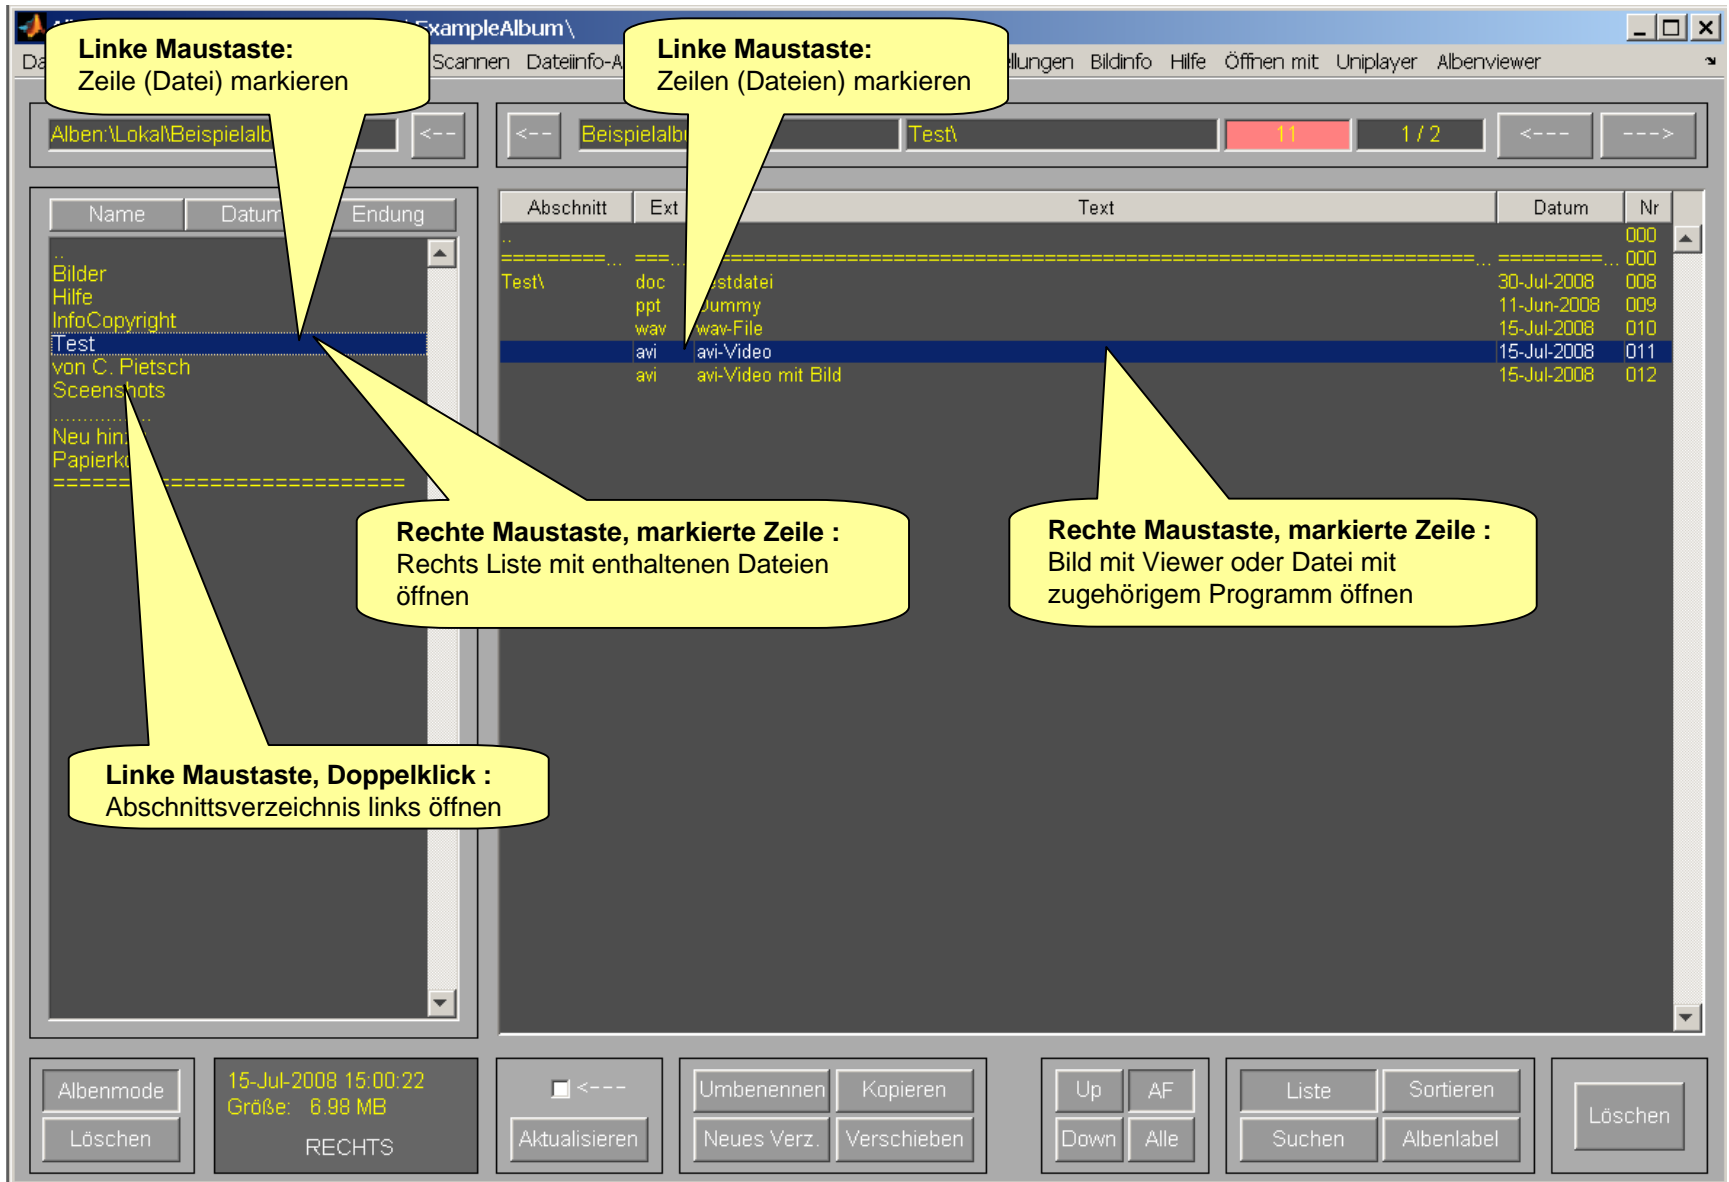 ExampleAlbum\
Scannen Dateiinfo-A
Bildinfo Hilfe Öffnen mit Uniplayer Albenviewer
Linke Maustaste:
Zeile (Datei) markieren
Linke Maustaste:
Zeilen (Dateien) markieren
Alben:\Lokal\Beispielalb
<--
<--
Beispielalbu
Test\
11
1 / 2
<---
--->
Name Datum Endung
..
Bilder
Hilfe
InfoCopyright
Test
von C. Pietsch
Sceenshots
................
Neu hinz
Papierko
===========================
Abschnitt Ext Text Datum Nr
.. 000
=========... ===... ============================================================... =========... 000
Test\ doc Testdatei 30-Jul-2008 008
ppt Dummy 11-Jun-2008 009
wav wav-File 15-Jul-2008 010
avi avi-Video 15-Jul-2008 011
avi avi-Video mit Bild 15-Jul-2008 012
Rechte Maustaste, markierte Zeile :
Rechts Liste mit enthaltenen Dateien
öffnen
Rechte Maustaste, markierte Zeile :
Bild mit Viewer oder Datei mit
zugehörigem Programm öffnen
Linke Maustaste, Doppelklick :
Abschnittsverzeichnis links öffnen
Albenmode
Löschen
15-Jul-2008 15:00:22
Größe: 6.98 MB
RECHTS
<---
Aktualisieren
Umbenennen Kopieren
Neues Verz. Verschieben
Up AF
Down Alle
Liste Sortieren
Suchen Albenlabel
Löschen